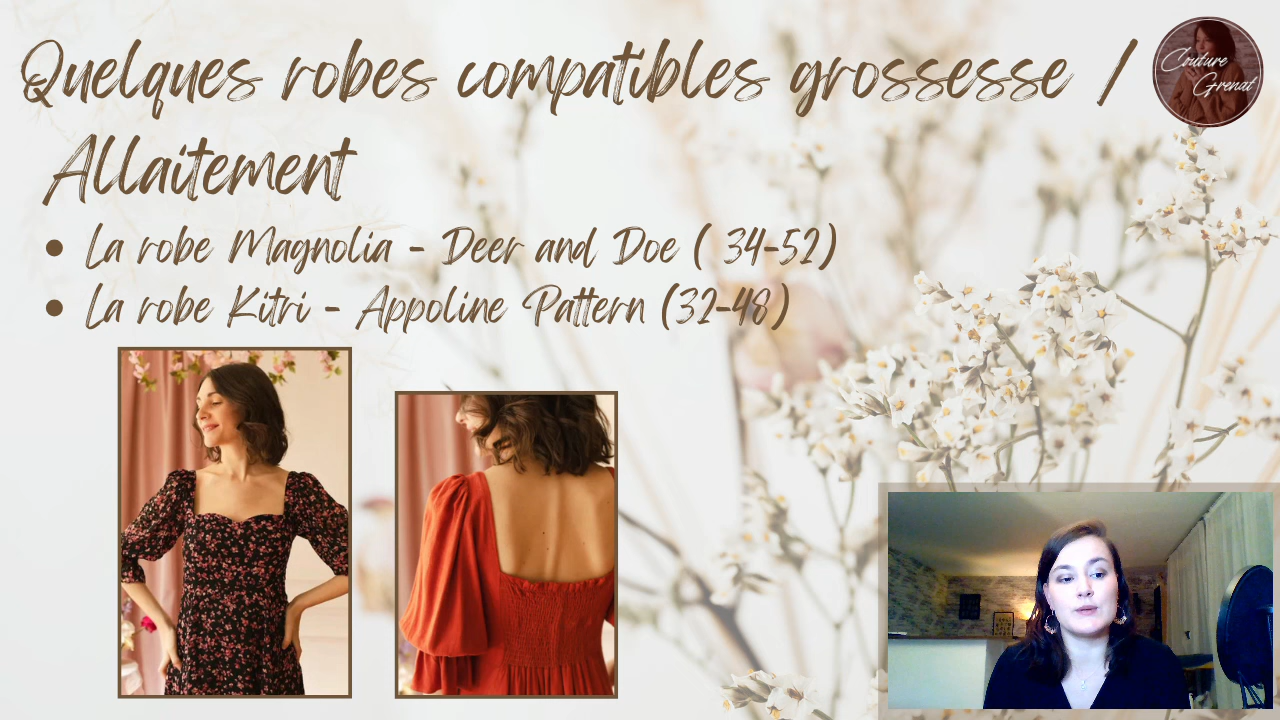 Quelques robes compatibles grossesse /
Allaitement
Couture
Grenat
• La robe Magnolia - Deer and Doe ( 34-52)
• La robe Kitri - Appoline Pattern (32-48)